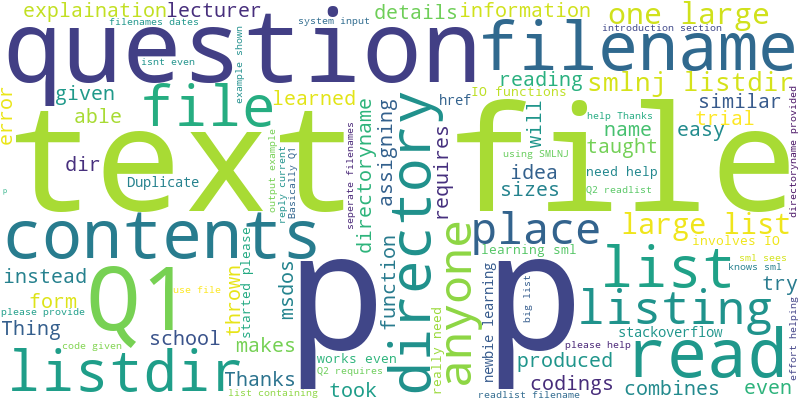 explaination lecturer details information one large
filenames dates system input introduction section
question filename
isnt even example shown
given able file learned reading smlnj listdir
IO functions href
error text file
similar trial
help Thanks
name easy
taught
will
using SMLNJ
dir Duplicate
idea need help
sizes Q2 readlist
directoryname assigning requires
seperate filenames
output example reply current Basically Q1
directoryname provided
p
contents directory place large list
learning sml involves IO
sml sees
knows sml
instead Q1 p p list try
use file
please provide form
thrown started please msdos function anyone
newbie learning big list
listing
Thing school
code given makes
stackoverflow
please help read
works even produced
Q2 requires
listdir Thanks took codings combines even
list containing
readlist filename
really need
effort helping